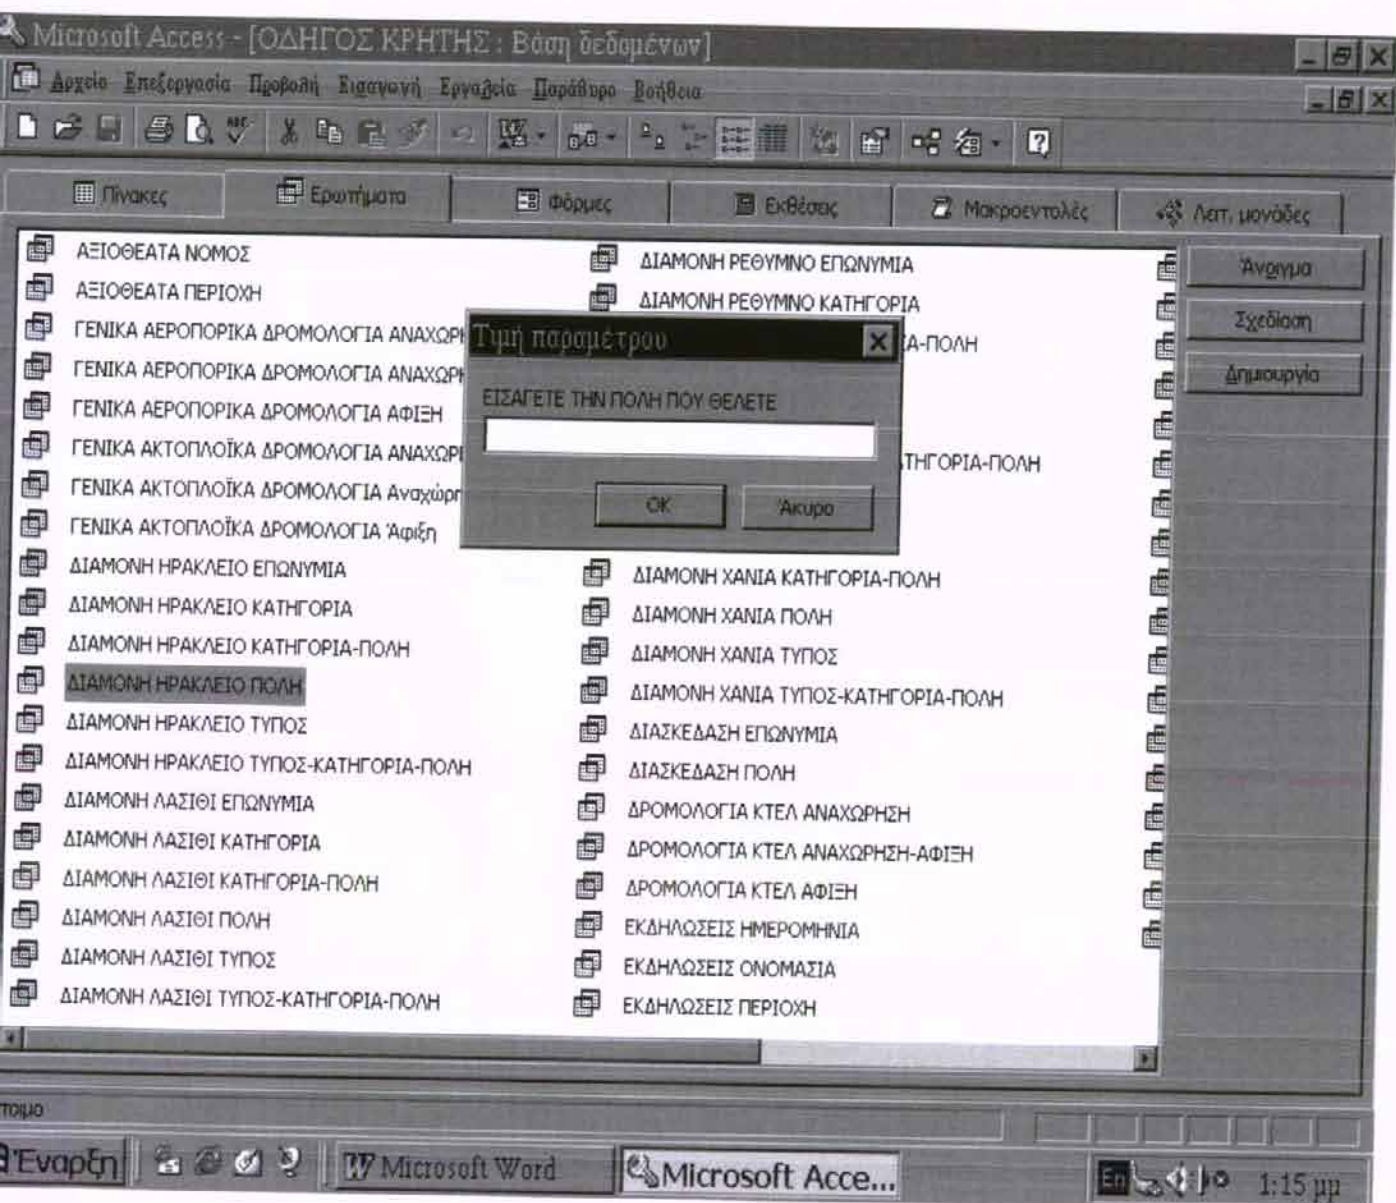 Microsoft Access - [ΟΔΗΓΟΣ ΚΡΗΤΗΣ : Βάση δεδομένων]
Αρχείο Επεξεργασία Προβολή Εισαγωγή Εργαλεία Παράθυρο Βοήθεια
Πίνακες Ερωτήματα Φόρμες Εκθέσεις Μακροεντολές Λειτ. μονάδες
ΑΞΙΟΘΕΑΤΑ ΝΟΜΟΣ
ΑΞΙΟΘΕΑΤΑ ΠΕΡΙΟΧΗ
ΓΕΝΙΚΑ ΑΕΡΟΠΟΡΙΚΑ ΔΡΟΜΟΛΟΓΙΑ ΑΝΑΧΩΡ
ΓΕΝΙΚΑ ΑΕΡΟΠΟΡΙΚΑ ΔΡΟΜΟΛΟΓΙΑ ΑΝΑΧΩΡ
ΓΕΝΙΚΑ ΑΕΡΟΠΟΡΙΚΑ ΔΡΟΜΟΛΟΓΙΑ ΑΦΙΞΗ
ΓΕΝΙΚΑ ΑΚΤΟΠΛΟΪΚΑ ΔΡΟΜΟΛΟΓΙΑ ΑΝΑΧΩΡ
ΓΕΝΙΚΑ ΑΚΤΟΠΛΟΪΚΑ ΔΡΟΜΟΛΟΓΙΑ Αναχώρ
ΓΕΝΙΚΑ ΑΚΤΟΠΛΟΪΚΑ ΔΡΟΜΟΛΟΓΙΑ Άφιξη
ΔΙΑΜΟΝΗ ΗΡΑΚΛΕΙΟ ΕΠΩΝΥΜΙΑ
ΔΙΑΜΟΝΗ ΗΡΑΚΛΕΙΟ ΚΑΤΗΓΟΡΙΑ
ΔΙΑΜΟΝΗ ΗΡΑΚΛΕΙΟ ΚΑΤΗΓΟΡΙΑ-ΠΟΛΗ
ΔΙΑΜΟΝΗ ΗΡΑΚΛΕΙΟ ΠΟΛΗ
ΔΙΑΜΟΝΗ ΗΡΑΚΛΕΙΟ ΤΥΠΟΣ
ΔΙΑΜΟΝΗ ΗΡΑΚΛΕΙΟ ΤΥΠΟΣ-ΚΑΤΗΓΟΡΙΑ-ΠΟΛΗ
ΔΙΑΜΟΝΗ ΛΑΣΙΘΙ ΕΠΩΝΥΜΙΑ
ΔΙΑΜΟΝΗ ΛΑΣΙΘΙ ΚΑΤΗΓΟΡΙΑ
ΔΙΑΜΟΝΗ ΛΑΣΙΘΙ ΚΑΤΗΓΟΡΙΑ-ΠΟΛΗ
ΔΙΑΜΟΝΗ ΛΑΣΙΘΙ ΠΟΛΗ
ΔΙΑΜΟΝΗ ΛΑΣΙΘΙ ΤΥΠΟΣ
ΔΙΑΜΟΝΗ ΛΑΣΙΘΙ ΤΥΠΟΣ-ΚΑΤΗΓΟΡΙΑ-ΠΟΛΗ
ΔΙΑΜΟΝΗ ΡΕΘΥΜΝΟ ΕΠΩΝΥΜΙΑ
ΔΙΑΜΟΝΗ ΡΕΘΥΜΝΟ ΚΑΤΗΓΟΡΙΑ
Α-ΠΟΛΗ
ΤΗΓΟΡΙΑ-ΠΟΛΗ
ΔΙΑΜΟΝΗ ΧΑΝΙΑ ΚΑΤΗΓΟΡΙΑ-ΠΟΛΗ
ΔΙΑΜΟΝΗ ΧΑΝΙΑ ΠΟΛΗ
ΔΙΑΜΟΝΗ ΧΑΝΙΑ ΤΥΠΟΣ
ΔΙΑΜΟΝΗ ΧΑΝΙΑ ΤΥΠΟΣ-ΚΑΤΗΓΟΡΙΑ-ΠΟΛΗ
ΔΙΑΣΚΕΔΑΣΗ ΕΠΩΝΥΜΙΑ
ΔΙΑΣΚΕΔΑΣΗ ΠΟΛΗ
ΔΡΟΜΟΛΟΓΙΑ ΚΤΕΛ ΑΝΑΧΩΡΗΣΗ
ΔΡΟΜΟΛΟΓΙΑ ΚΤΕΛ ΑΝΑΧΩΡΗΣΗ-ΑΦΙΞΗ
ΔΡΟΜΟΛΟΓΙΑ ΚΤΕΛ ΑΦΙΞΗ
ΕΚΔΗΛΩΣΕΙΣ ΗΜΕΡΟΜΗΝΙΑ
ΕΚΔΗΛΩΣΕΙΣ ΟΝΟΜΑΣΙΑ
ΕΚΔΗΛΩΣΕΙΣ ΠΕΡΙΟΧΗ
Τιμή παραμέτρου
ΕΙΣΑΓΕΤΕ ΤΗΝ ΠΟΛΗ ΠΟΥ ΘΕΛΕΤΕ
OK
Άκυρο
Άνοιγμα
Σχεδίαση
Δημιουργία
τοιμο
Έναρξη Microsoft Word Microsoft Acce... En 1:15 μμ